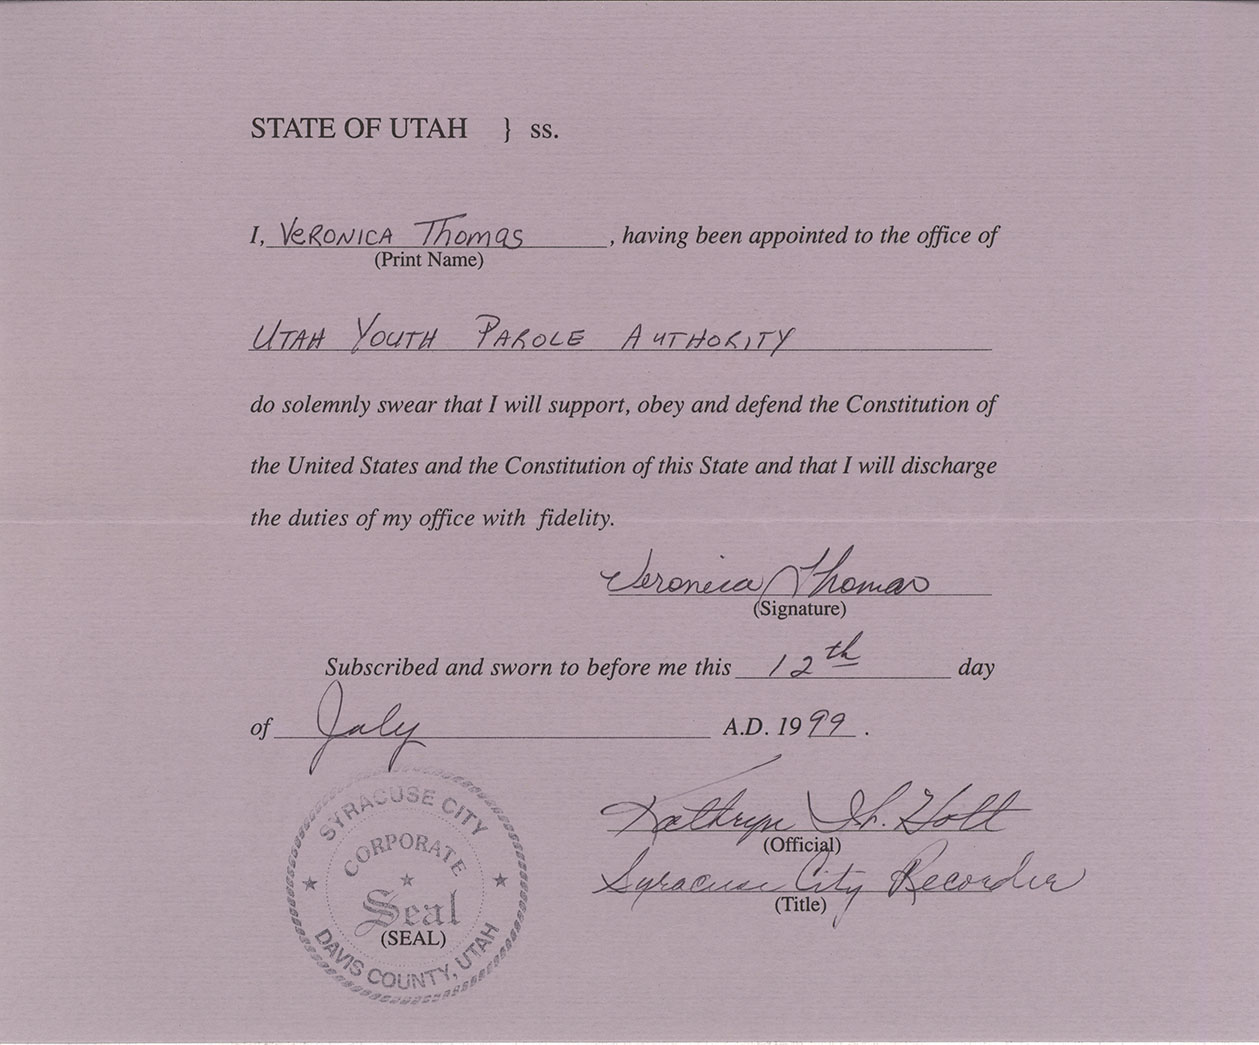 STATE OF UTAH } ss.
I, Veronica Thomas, having been appointed to the office of
(Print Name)
Utah Youth Parole Authority
do solemnly swear that I will support, obey and defend the Constitution of
the United States and the Constitution of this State and that I will discharge
the duties of my office with fidelity.
Veronica Thomas
(Signature)
Subscribed and sworn to before me this 12th day
of July A.D. 1999.
Kathryn Holt
(Official)
Syracuse City Recorder
(Title)
SYRACUSE CITY
CORPORATE
Seal
(SEAL)
DAVIS COUNTY, UTAH